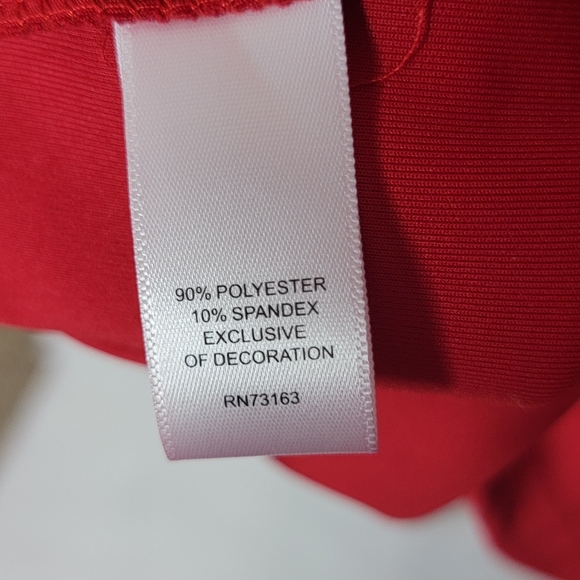 90% POLYESTER
10% SPANDEX
EXCLUSIVE
OF DECORATION
RN73163